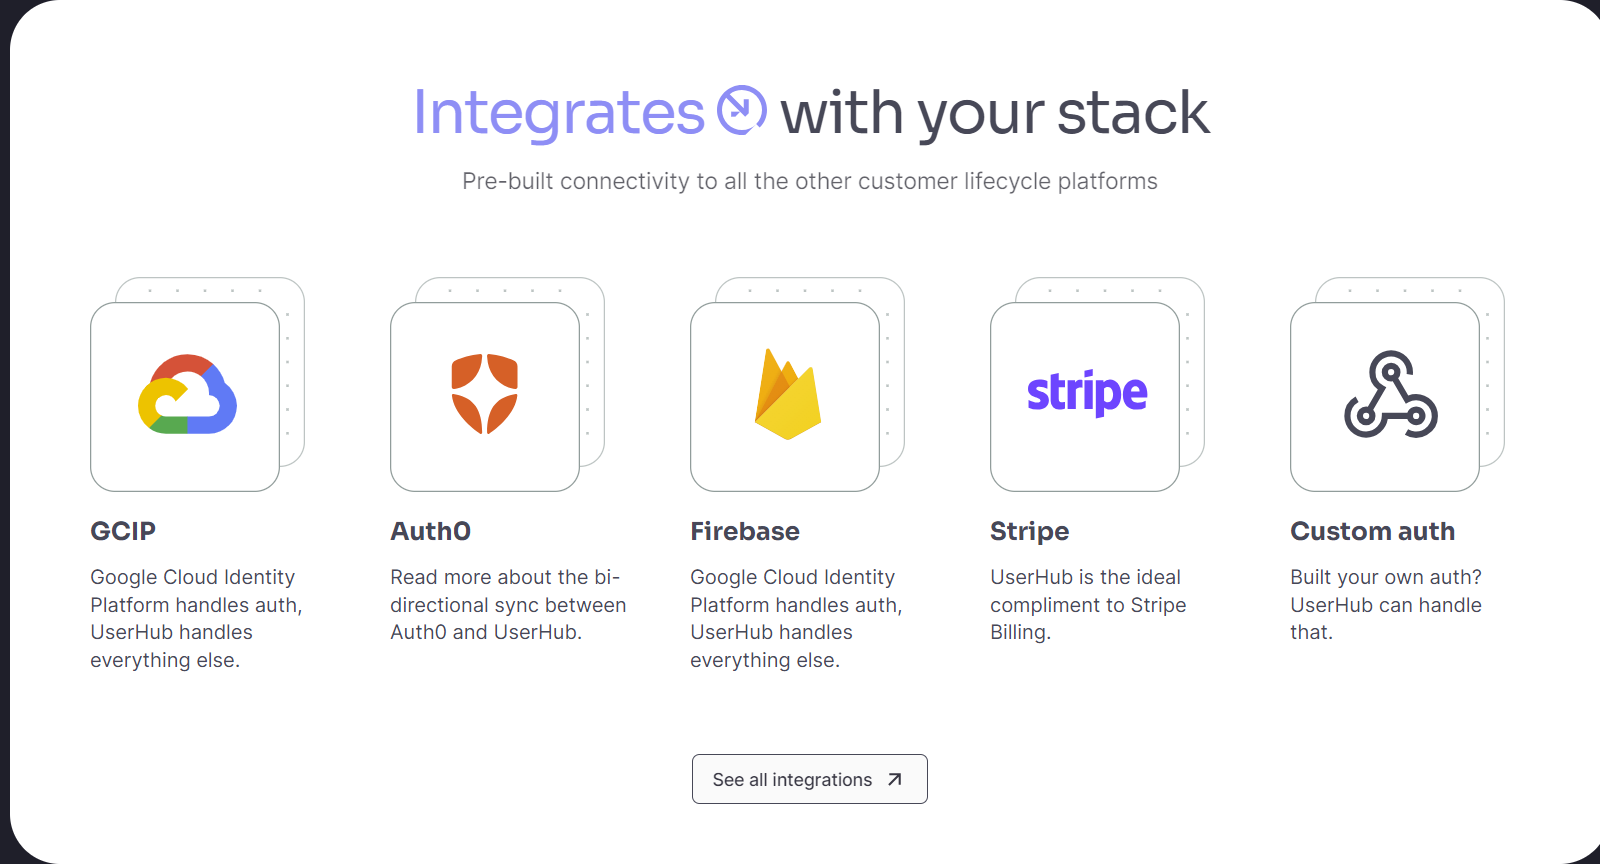 Integrates with your stack
Pre-built connectivity to all the other customer lifecycle platforms
stripe
GCIP
Google Cloud Identity
Platform handles auth,
UserHub handles
everything else.
Auth0
Read more about the bi-
directional sync between
Auth0 and UserHub.
Firebase
Google Cloud Identity
Platform handles auth,
UserHub handles
everything else.
Stripe
UserHub is the ideal
compliment to Stripe
Billing.
Custom auth
Built your own auth?
UserHub can handle
that.
See all integrations